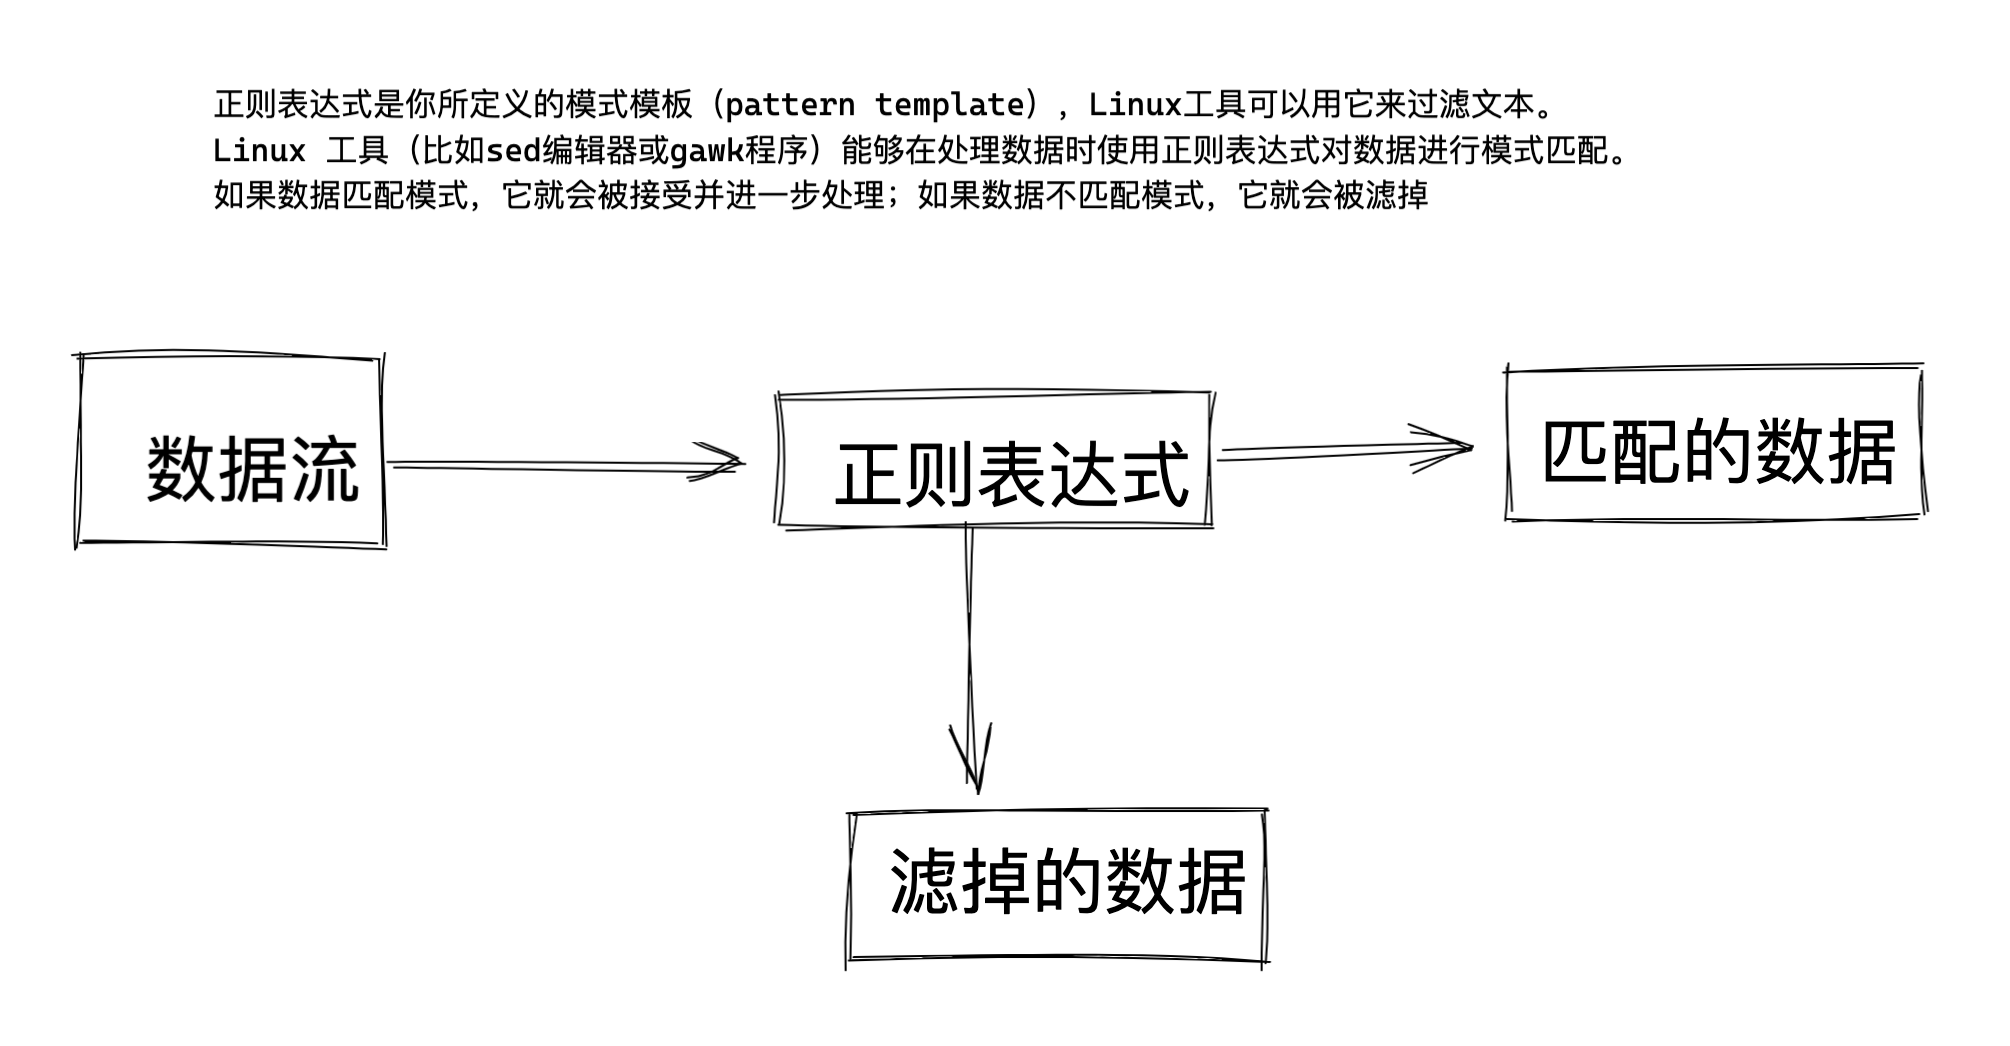 正则表达式是你所定义的模式模板（pattern template），Linux工具可以用它来过滤文本。
Linux 工具（比如sed编辑器或gawk程序）能够在处理数据时使用正则表达式对数据进行模式匹配。
如果数据匹配模式，它就会被接受并进一步处理；如果数据不匹配模式，它就会被滤掉
数据流
正则表达式
匹配的数据
滤掉的数据